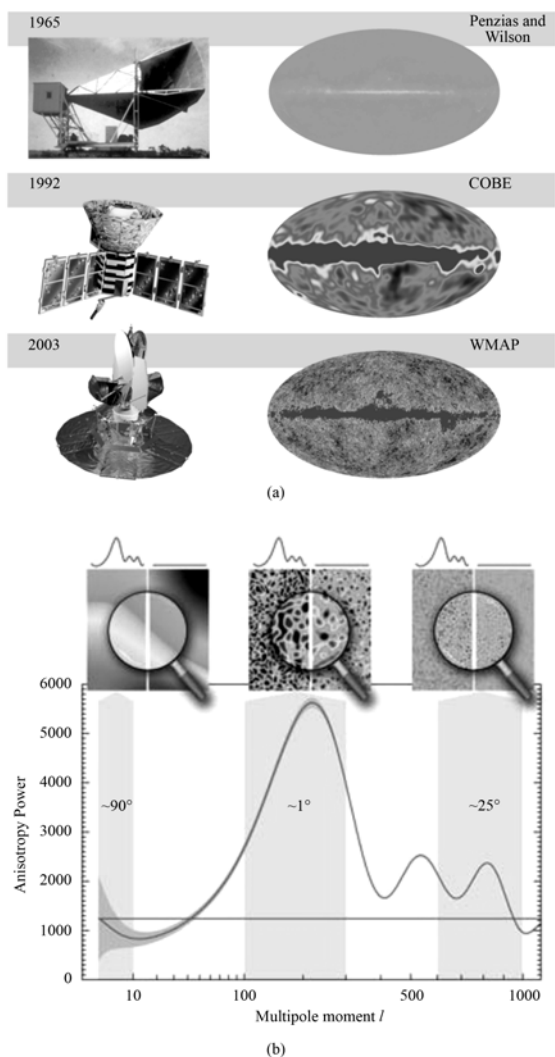 1965
Penzias and
Wilson
1992
COBE
2003
WMAP
(a)
6000
5000
4000
3000
2000
1000
0
Anisotropy Power
~90°
~1°
~25°
10
100
500
1000
Multipole moment l
(b)